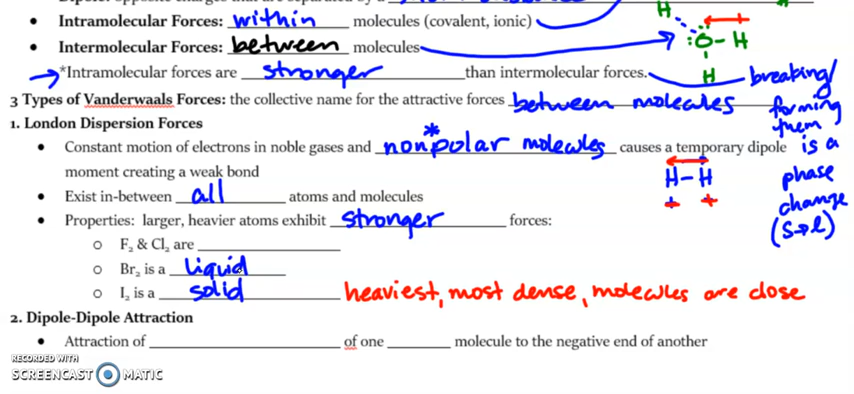 • Intramolecular Forces: within molecules (covalent, ionic)
H
• Intermolecular Forces: between molecules
:O - H
H
*Intramolecular forces are stronger than intermolecular forces.
breaking/
forming
them
is a
phase
change
(s→l)
3 Types of Vanderwaals Forces: the collective name for the attractive forces between molecules
1. London Dispersion Forces
• Constant motion of electrons in noble gases and nonpolar* molecules causes a temporary dipole
moment creating a weak bond
H - H
+ +
• Exist in-between all atoms and molecules
• Properties: larger, heavier atoms exhibit stronger forces:
o F₂ & Cl₂ are
o Br₂ is a liquid
o I₂ is a solid heaviest, most dense, molecules are close
2. Dipole-Dipole Attraction
• Attraction of ____ of one ____ molecule to the negative end of another
RECORDED WITH
SCREENCAST O MATIC